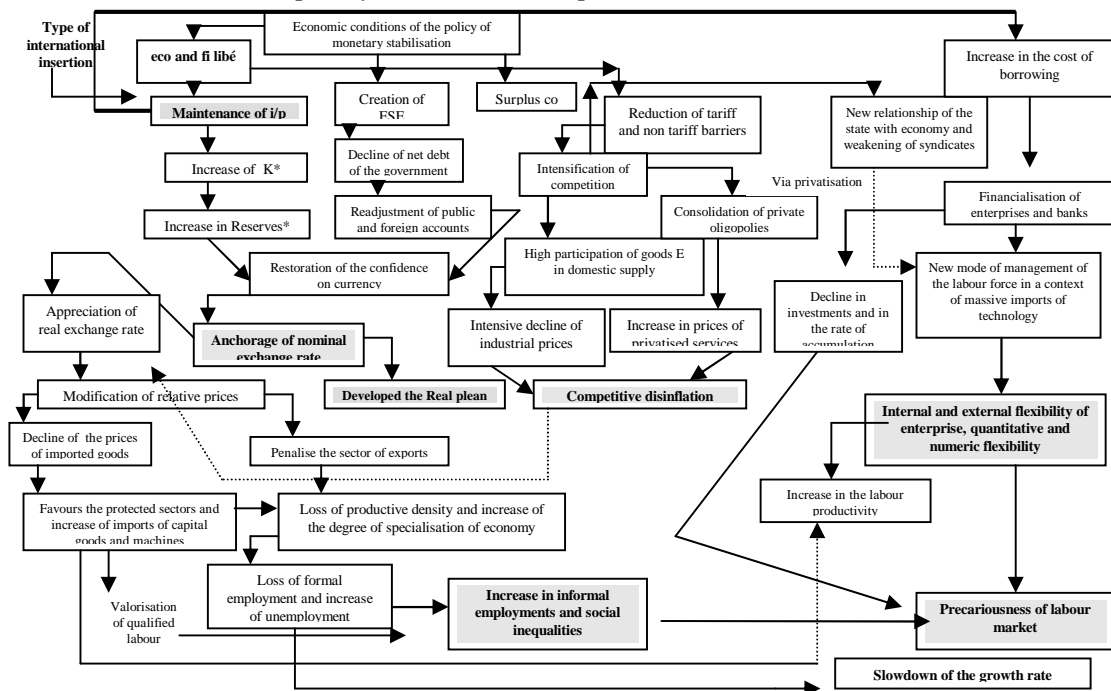 Type of
international
insertion
eco and fi libé
Economic conditions of the policy of
monetary stabilisation
Increase in the cost
of borrowing
Maintenance of i/p
Creation of
FSE
Surplus co
Reduction of tariff
and non tariff barriers
New relationship of the
state with economy and
weakening of syndicates
Increase of K*
Decline of net debt
of the government
Intensification of
competition
Via privatisation
Financialisation of
enterprises and banks
Increase in Reserves*
Readjustment of public
and foreign accounts
Consolidation of private
oligopolies
Restoration of the confidence
on currency
High participation of goods E
in domestic supply
New mode of management of
the labour force in a context
of massive imports of
technology
Appreciation of
real exchange rate
Anchorage of nominal
exchange rate
Intensive decline of
industrial prices
Increase in prices of
privatised services
Decline in
investments and in
the rate of
accumulation
Modification of relative prices
Developed the Real plean
Competitive disinflation
Internal and external flexibility of
enterprise, quantitative and
numeric flexibility
Decline of the prices
of imported goods
Penalise the sector of exports
Favours the protected sectors and
increase of imports of capital
goods and machines
Loss of productive density and increase of
the degree of specialisation of economy
Increase in the labour
productivity
Valorisation
of qualified
labour
Loss of formal
employment and increase
of unemployment
Increase in informal
employments and social
inequalities
Precariousness of labour
market
Slowdown of the growth rate